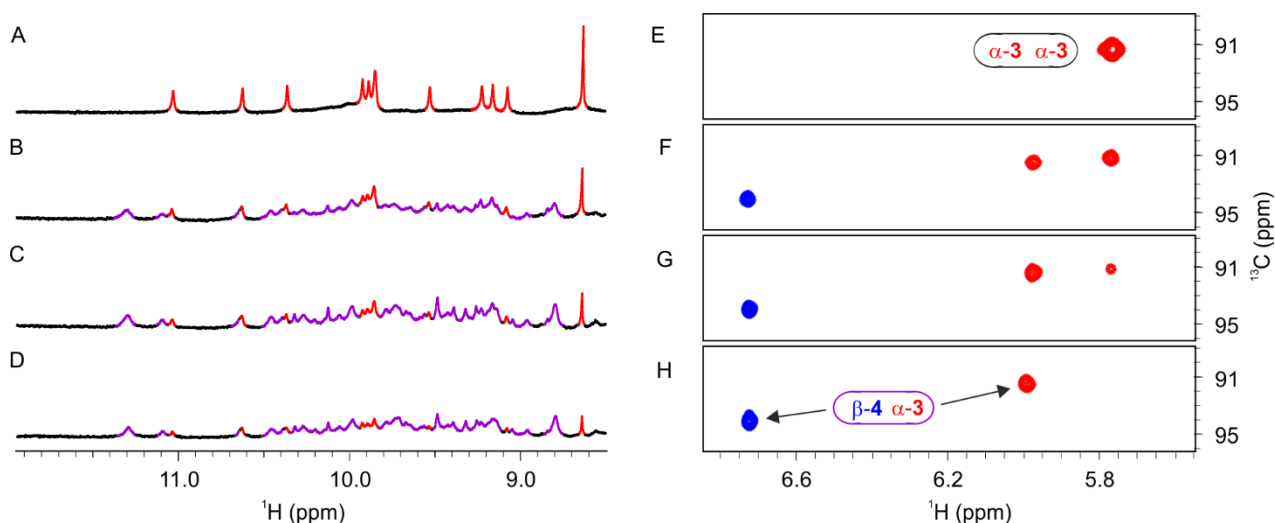 A
B
C
D
11.0 10.0 9.0
¹H (ppm)
E
α-3 α-3
91
95
F
91
95
G
91
95
H
β-4 α-3
91
95
¹³C (ppm)
6.6 6.2 5.8
¹H (ppm)